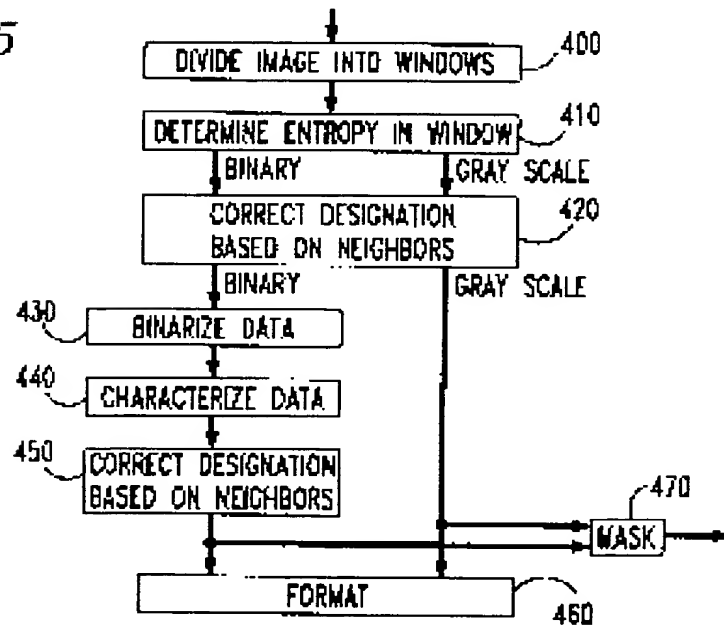 5
DIVIDE IMAGE INTO WINDOWS
400
DETERMINE ENTROPY IN WINDOW
410
BINARY
GRAY SCALE
CORRECT DESIGNATION
BASED ON NEIGHBORS
420
BINARY
GRAY SCALE
430
BINARIZE DATA
440
CHARACTERIZE DATA
450
CORRECT DESIGNATION
BASED ON NEIGHBORS
470
MASK
FORMAT
460